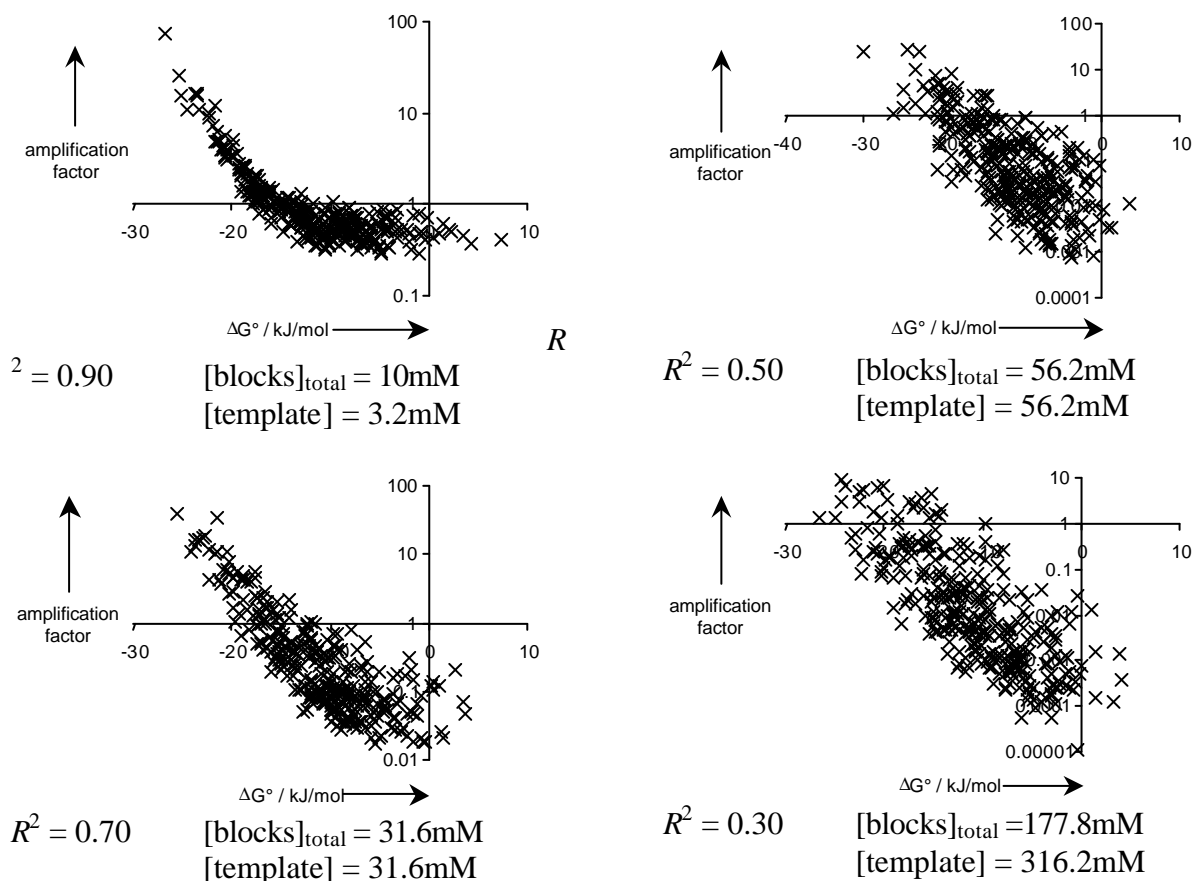 100
10
1
0.1
-30
-20
0
10
amplification
factor
ΔG° / kJ/mol
R
² = 0.90
[blocks]total = 10mM
[template] = 3.2mM
100
10
1
0.0001
-40
-30
0
10
amplification
factor
ΔG° / kJ/mol
R² = 0.50
[blocks]total = 56.2mM
[template] = 56.2mM
100
10
1
0.01
-30
-20
0
10
amplification
factor
ΔG° / kJ/mol
R² = 0.70
[blocks]total = 31.6mM
[template] = 31.6mM
10
1
0.1
0.00001
-30
0
10
amplification
factor
ΔG° / kJ/mol
R² = 0.30
[blocks]total =177.8mM
[template] = 316.2mM